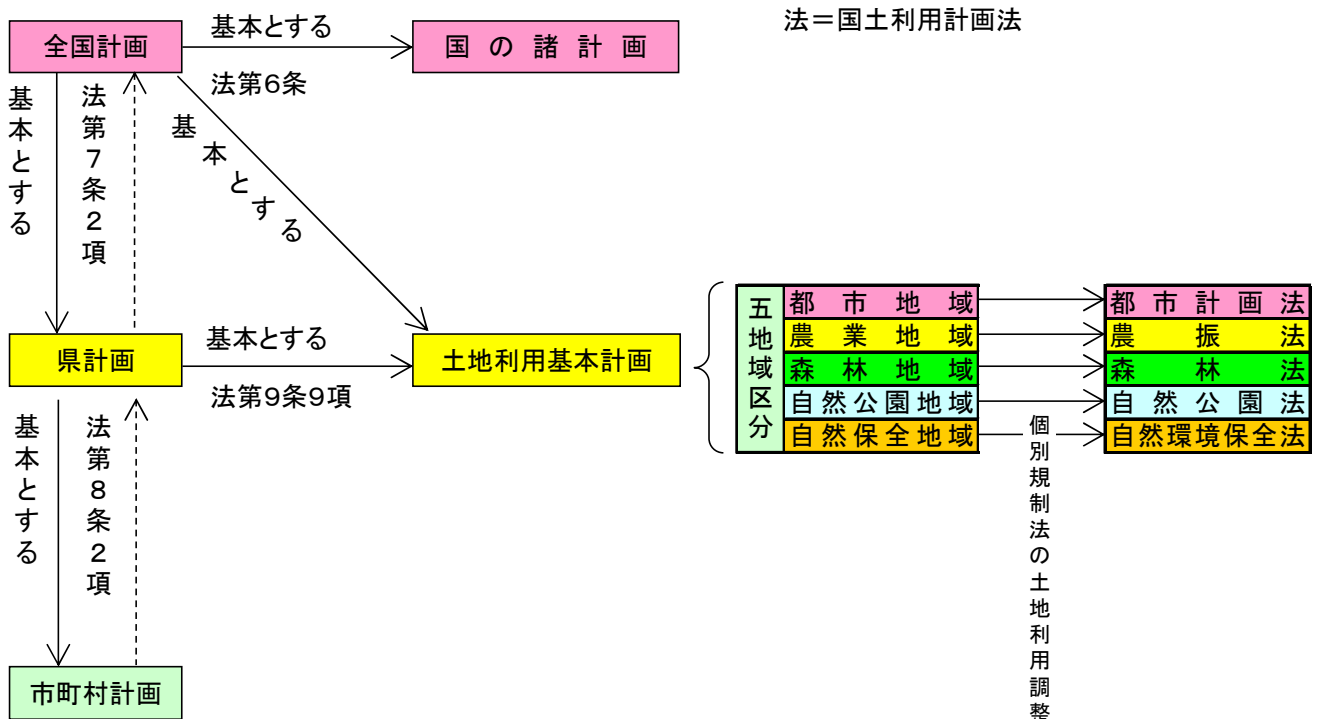 法＝国土利用計画法
全国計画
基本とする
法第６条
国の諸計画
基本とする
法第７条２項
基本とする
県計画
基本とする
法第９条９項
土地利用基本計画
五地域区分
都市地域
都市計画法
農業地域
農振法
森林地域
森林法
自然公園地域
自然公園法
自然保全地域
自然環境保全法
個別規制法の土地利用調整
基本とする
法第８条２項
市町村計画